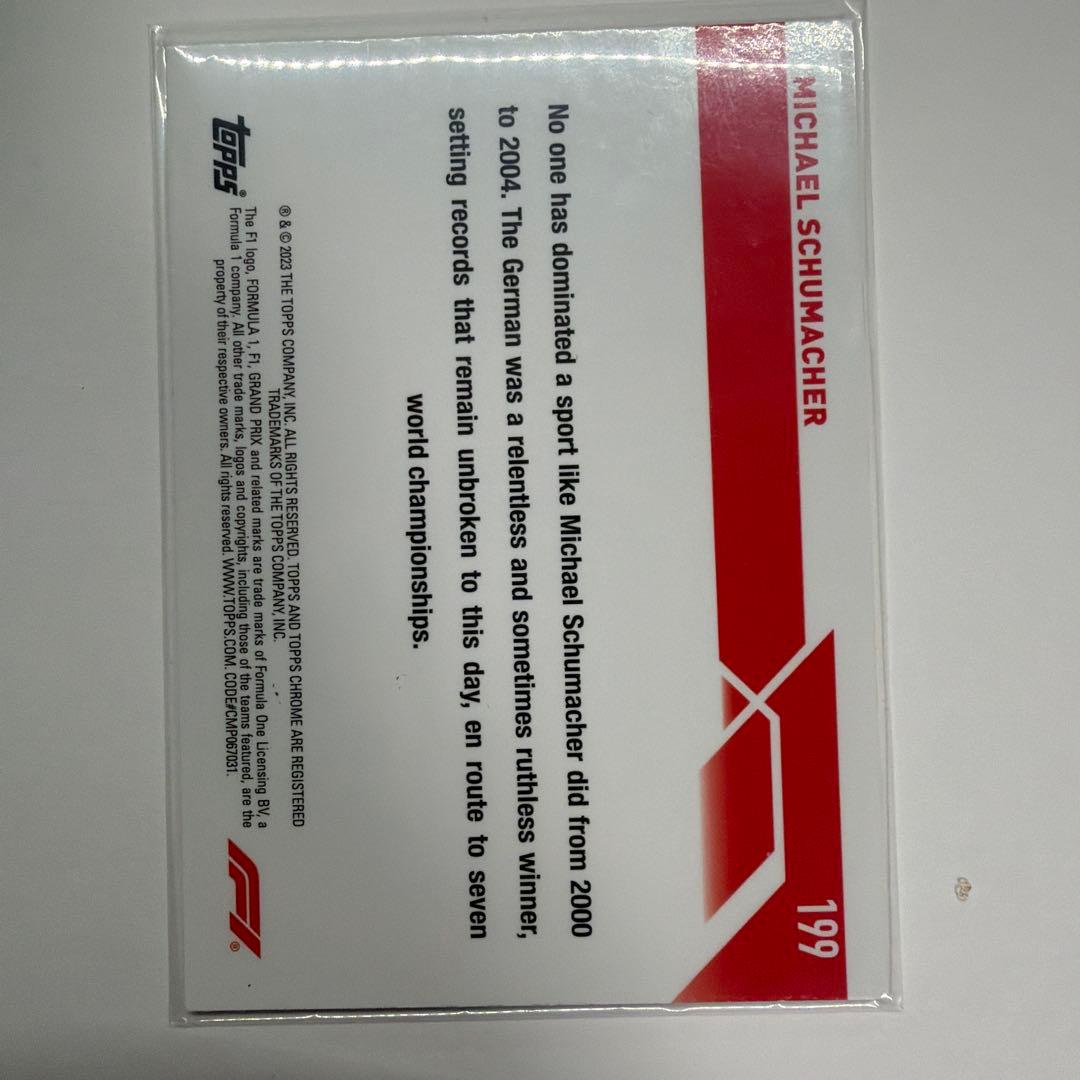 MICHAEL SCHUMACHER
199
No one has dominated a sport like Michael Schumacher did from 2000
to 2004. The German was a relentless and sometimes ruthless winner,
setting records that remain unbroken to this day, en route to seven
world championships.
® & © 2023 THE TOPPS COMPANY, INC. ALL RIGHTS RESERVED. TOPPS AND TOPPS CHROME ARE REGISTERED
TRADEMARKS OF THE TOPPS COMPANY, INC.
topps®
The F1 logo, FORMULA 1, F1, GRAND PRIX and related marks are trade marks of Formula One Licensing BV, a
Formula 1 company. All other trade marks, logos and copyrights, including those of the teams featured, are the
property of their respective owners. All rights reserved. WWW.TOPPS.COM. CODE#CMP067031.
F1®